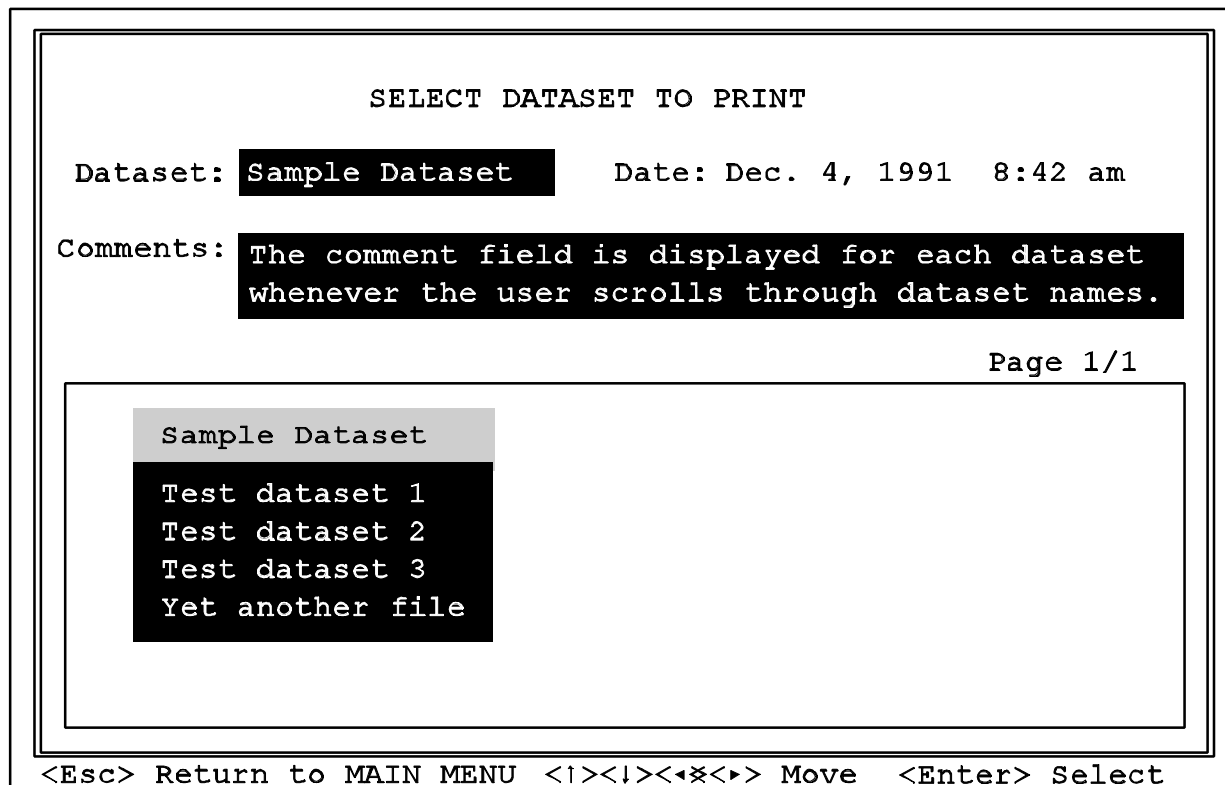 SELECT DATASET TO PRINT
Dataset: Sample Dataset Date: Dec. 4, 1991 8:42 am
Comments: The comment field is displayed for each dataset
whenever the user scrolls through dataset names.
Page 1/1
Sample Dataset
Test dataset 1
Test dataset 2
Test dataset 3
Yet another file
<Esc> Return to MAIN MENU <↑><↓><◂※<▸> Move <Enter> Select